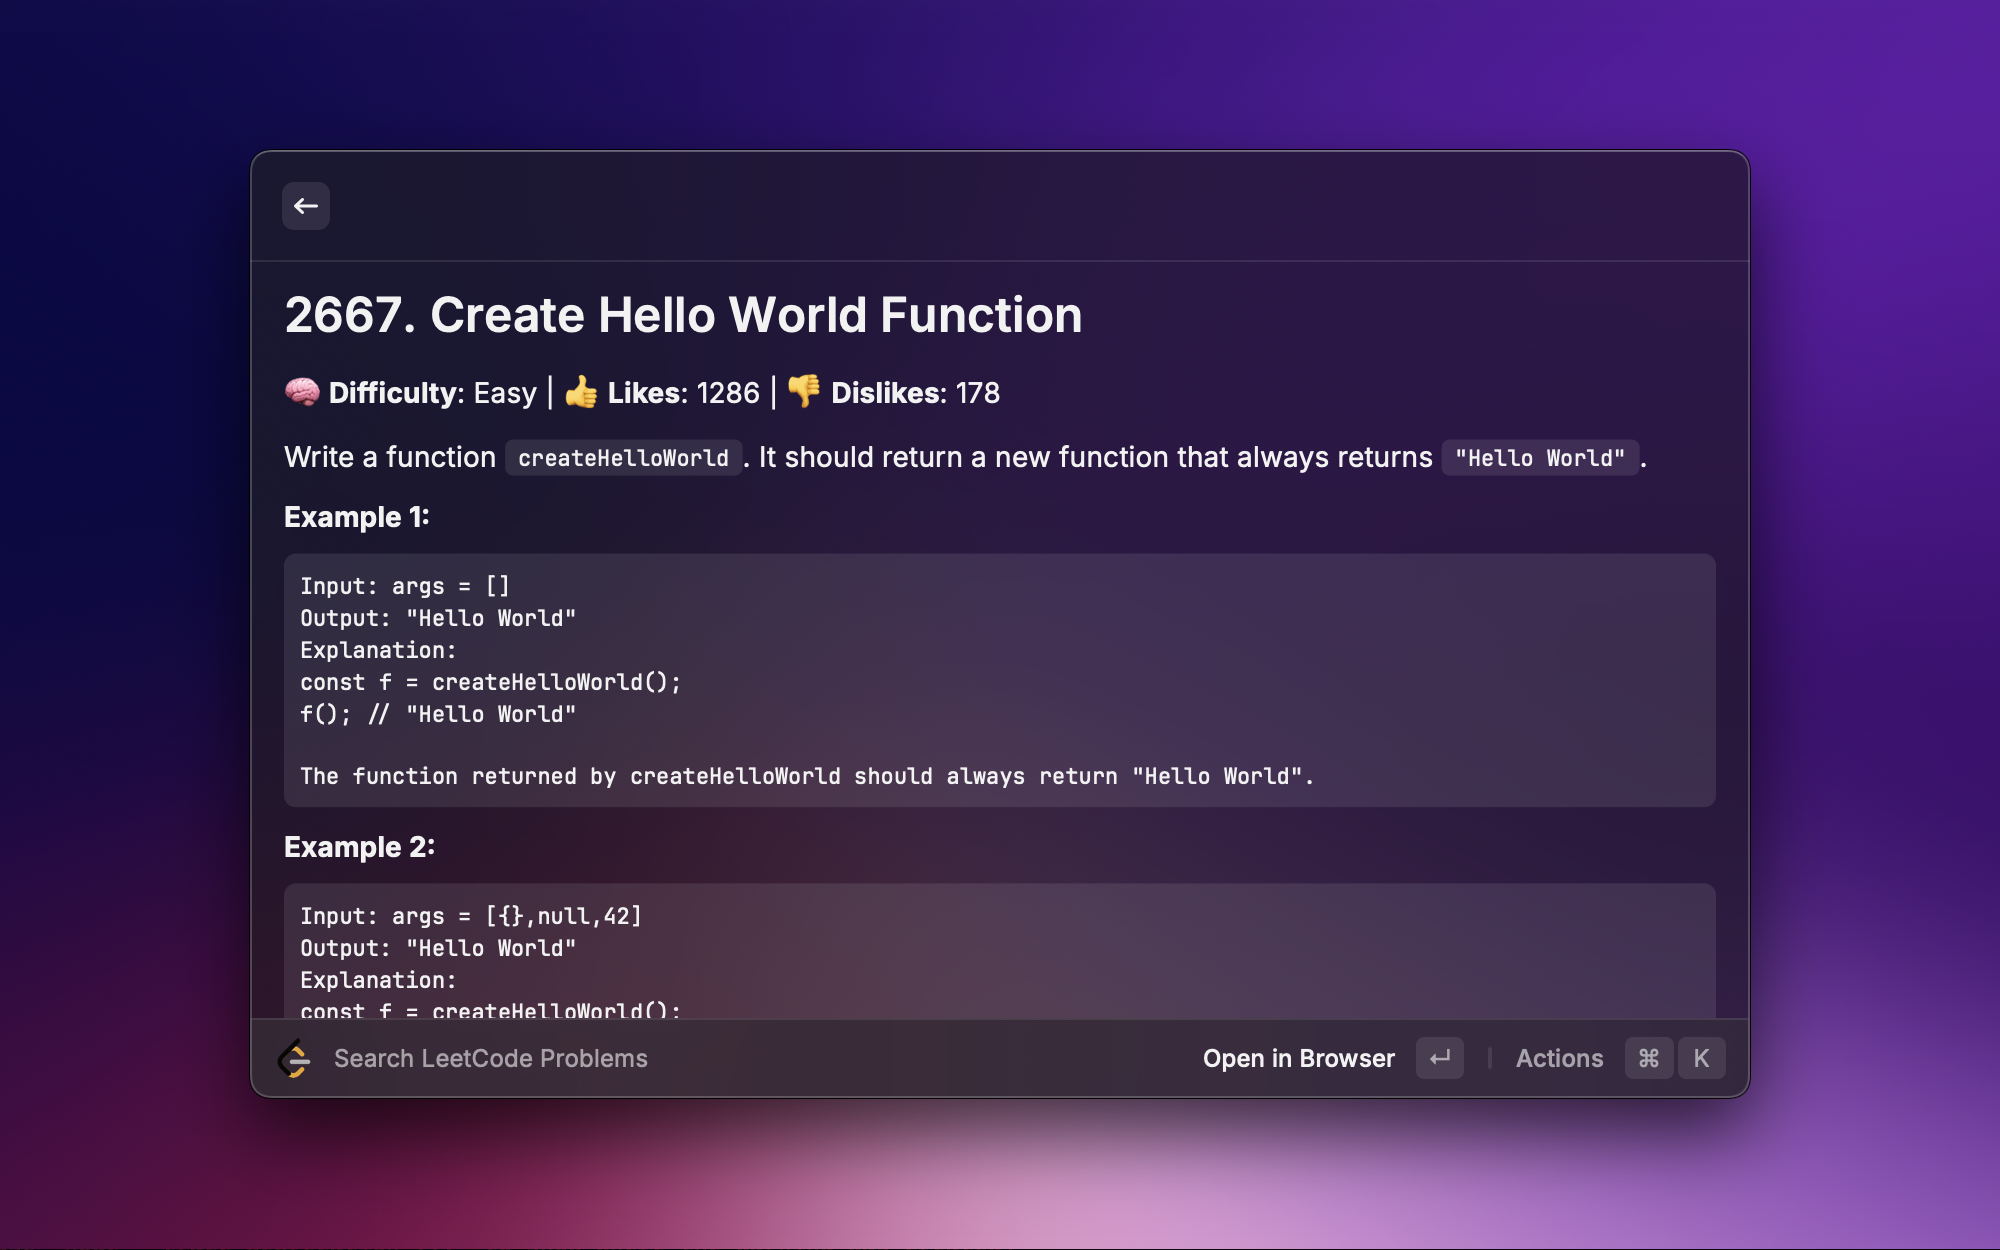 2667. Create Hello World Function
🧠 Difficulty: Easy | 👍 Likes: 1286 | 👎 Dislikes: 178
Write a function createHelloWorld. It should return a new function that always returns "Hello World".
Example 1:
Input: args = []
Output: "Hello World"
Explanation:
const f = createHelloWorld();
f(); // "Hello World"
The function returned by createHelloWorld should always return "Hello World".
Example 2:
Input: args = [{},null,42]
Output: "Hello World"
Explanation:
const f = createHelloWorld();
Search LeetCode Problems
Open in Browser ↵ | Actions ⌘ K